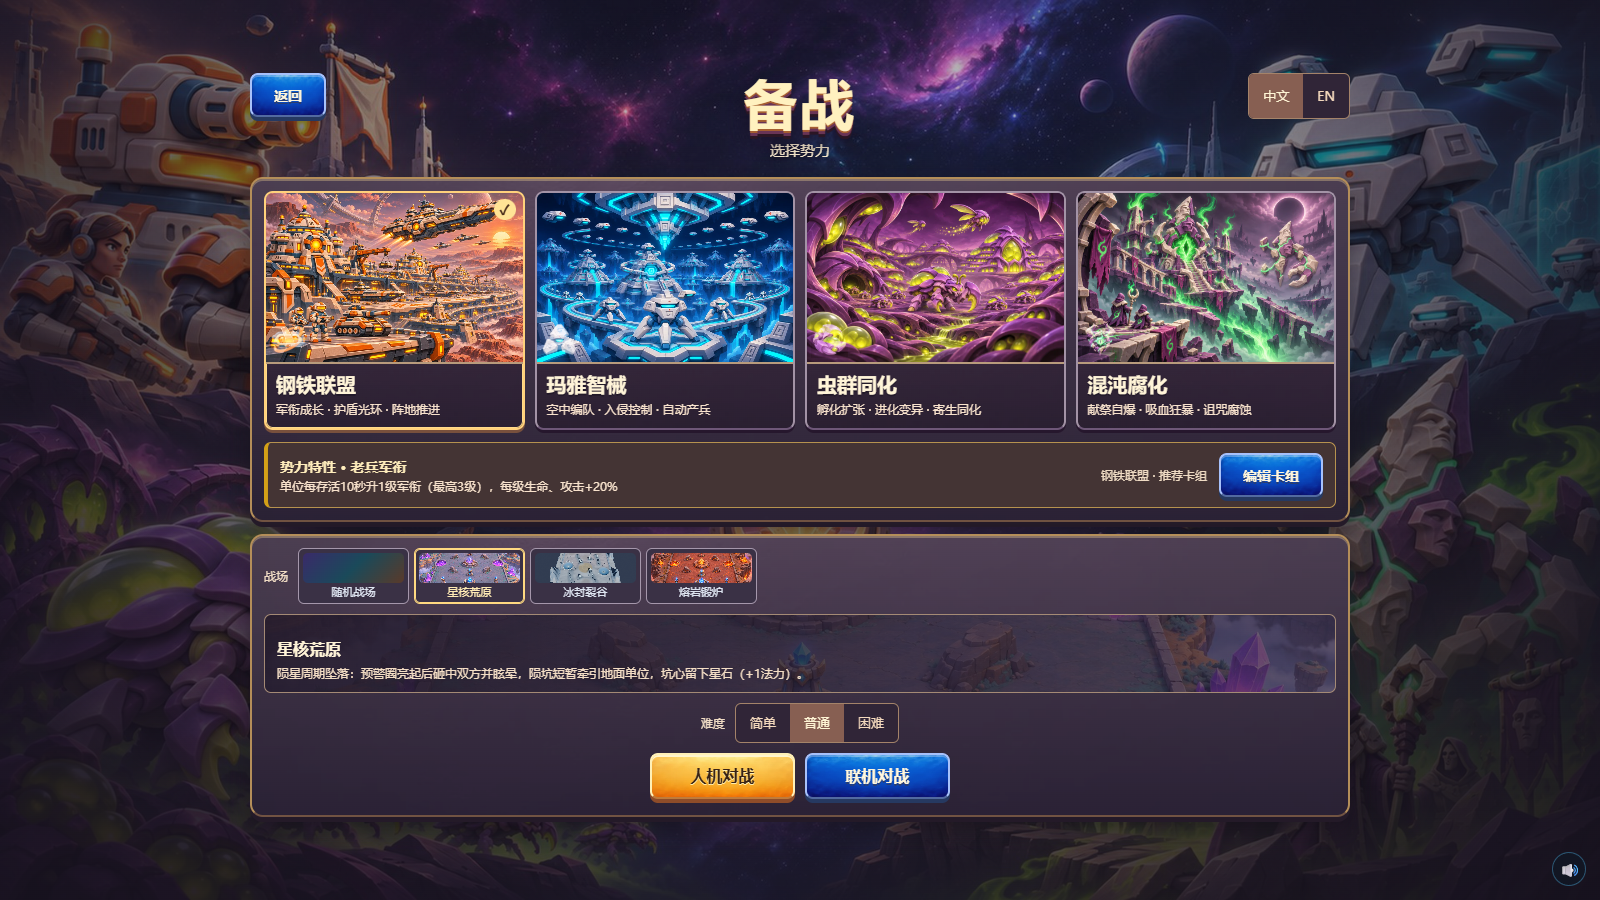 返回
备战
选择势力
中文 EN
钢铁联盟
军衔成长 · 护盾光环 · 阵地推进
玛雅智械
空中编队 · 入侵控制 · 自动产兵
虫群同化
孵化扩张 · 进化变异 · 寄生同化
混沌腐化
献祭自爆 · 吸血狂暴 · 诅咒腐蚀
势力特性 • 老兵军衔
单位每存活10秒升1级军衔（最高3级），每级生命、攻击+20%
钢铁联盟 · 推荐卡组
编辑卡组
战场
随机战场
星核荒原
冰封裂谷
熔岩锻炉
星核荒原
陨星周期坠落：预警圈亮起后砸中双方并眩晕，陨坑短暂牵引地面单位，坑心留下星石（+1法力）。
难度 简单 普通 困难
人机对战
联机对战